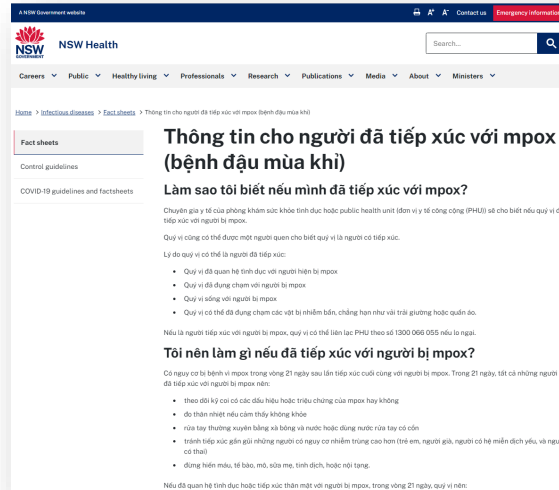 A NSW Government website
A+ A- Contact us Emergency Information
NSW
GOVERNMENT
NSW Health
Search...
Careers Public Healthy living Professionals Research Publications Media About Ministers
Home > Infectious diseases > Fact sheets > Thông tin cho người đã tiếp xúc với mpox (bệnh đậu mùa khỉ)
Fact sheets
Control guidelines
COVID-19 guidelines and factsheets
Thông tin cho người đã tiếp xúc với mpox
(bệnh đậu mùa khỉ)
Làm sao tôi biết nếu mình đã tiếp xúc với mpox?
Chuyên gia y tế của phòng khám sức khỏe tình dục hoặc public health unit (đơn vị y tế công cộng (PHU)) sẽ cho biết nếu quý vị
tiếp xúc với người bị mpox.
Quý vị cũng có thể được một người quen cho biết quý vị là người có tiếp xúc.
Lý do quý vị có thể là người đã tiếp xúc:
• Quý vị đã quan hệ tình dục với người hiện bị mpox
• Quý vị đã đụng chạm với người bị mpox
• Quý vị sống với người bị mpox
• Quý vị có thể đã đụng chạm các vật bị nhiễm bẩn, chẳng hạn như vải trải giường hoặc quần áo.
Nếu là người tiếp xúc với người bị mpox, quý vị có thể liên lạc PHU theo số 1300 066 055 nếu lo ngại.
Tôi nên làm gì nếu đã tiếp xúc với người bị mpox?
Có nguy cơ bị bệnh vì mpox trong vòng 21 ngày sau lần tiếp xúc cuối cùng với người bị mpox. Trong 21 ngày, tất cả những người
đã tiếp xúc với người bị mpox nên:
• theo dõi kỹ coi có các dấu hiệu hoặc triệu chứng của mpox hay không
• đo thân nhiệt nếu cảm thấy không khỏe
• rửa tay thường xuyên bằng xà bông và nước hoặc dùng nước rửa tay có cồn
• tránh tiếp xúc gần gũi những người có nguy cơ nhiễm trùng cao hơn (trẻ em, người già, người có hệ miễn dịch yếu, và
có thai)
• đừng hiến máu, tế bào, mô, sữa mẹ, tinh dịch, hoặc nội tạng.
Nếu đã quan hệ tình dục hoặc tiếp xúc thân mật với người bị mpox, trong vòng 21 ngày, quý vị nên: